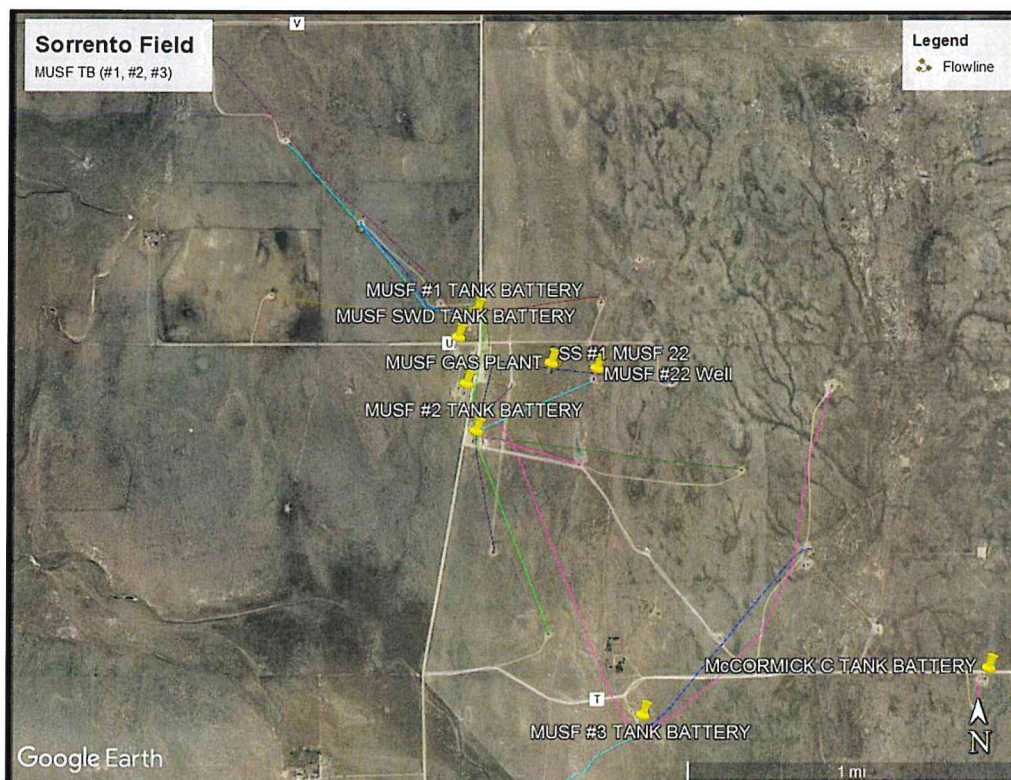 V
Sorrento Field
MUSF TB (#1, #2, #3)
Legend
Flowline
MUSF #1 TANK BATTERY
MUSF SWD TANK BATTERY
U
MUSF GAS PLANT
SS #1 MUSF 22
MUSF #22 Well
MUSF #2 TANK BATTERY
McCORMICK C TANK BATTERY
T
MUSF #3 TANK BATTERY
N
Google Earth
1 mi